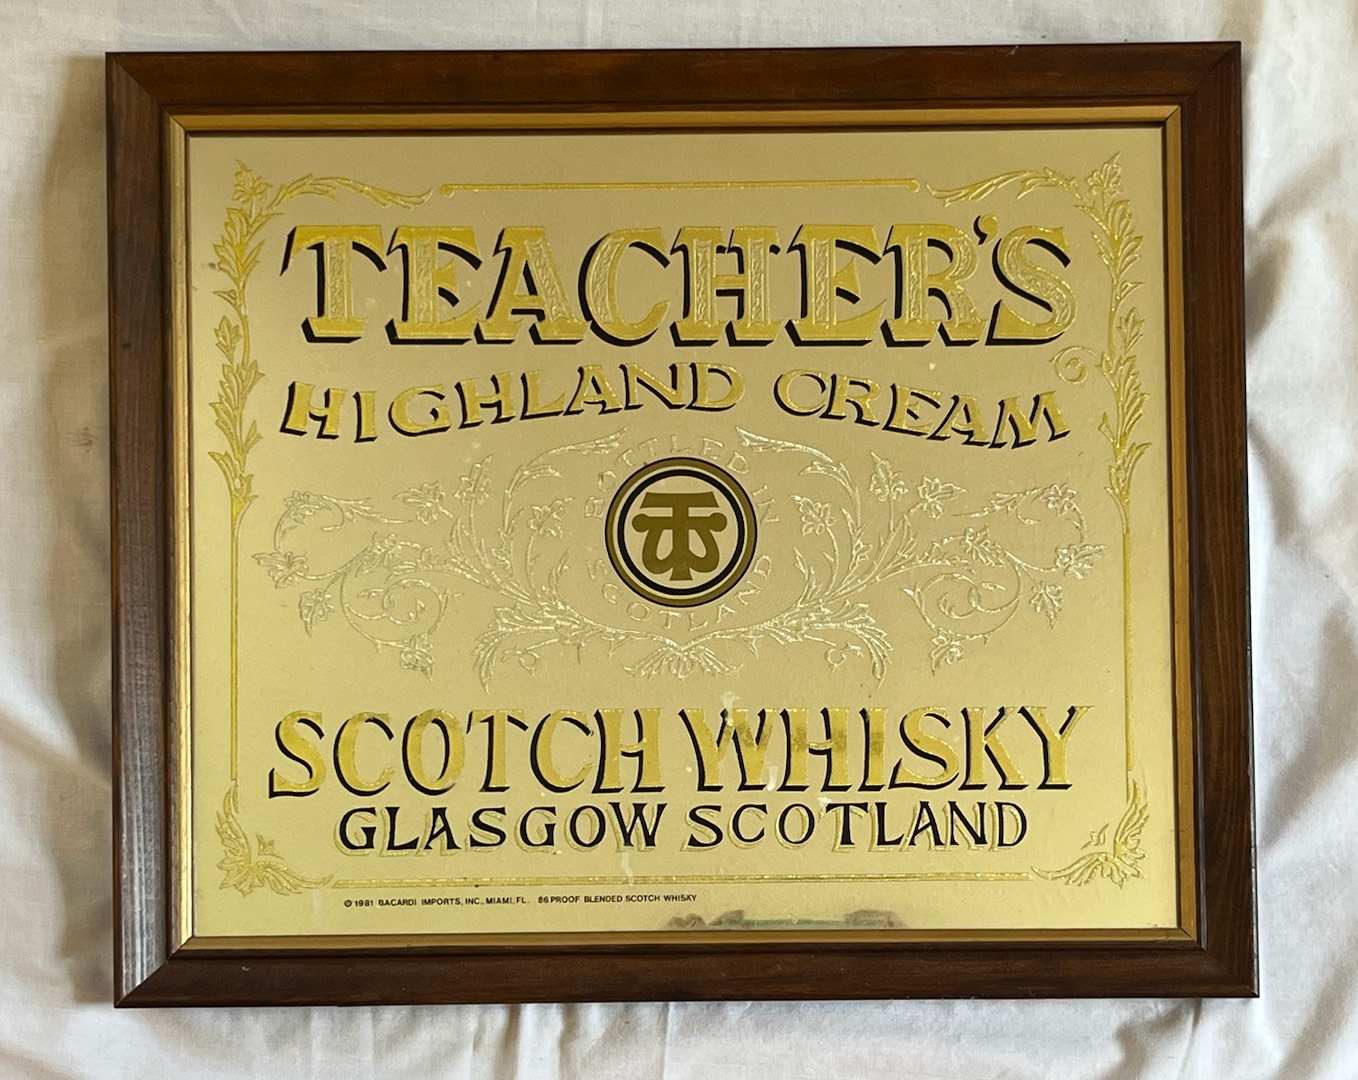 TEACHER'S
HIGHLAND CREAM
BOTTLED IN
SCOTLAND
SCOTCH WHISKY
GLASGOW SCOTLAND
© 1981 BACARDI IMPORTS, INC., MIAMI, FL. 86 PROOF BLENDED SCOTCH WHISKY